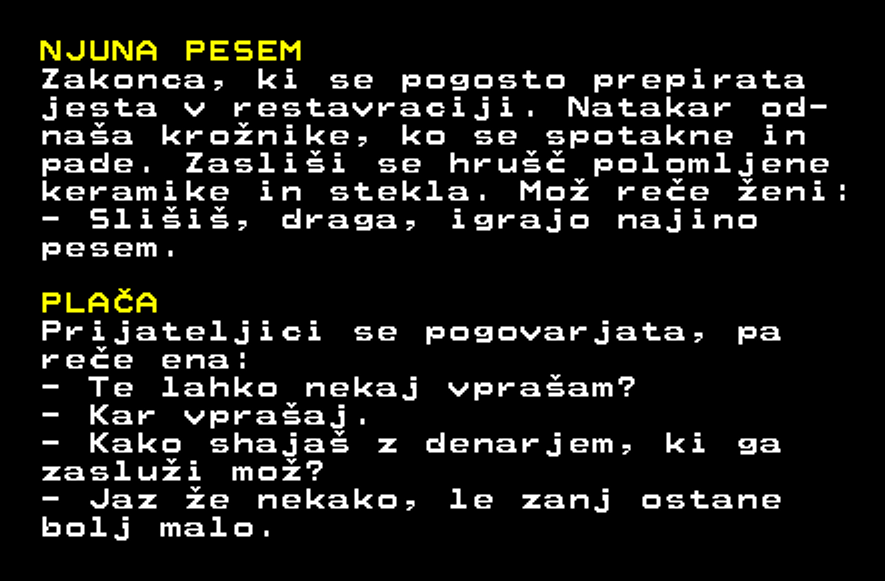 NJUNA PESEM
Zakonca, ki se pogosto prepirata
jesta v restavraciji. Natakar od-
naša krožnike, ko se spotakne in
pade. Zasliši se hrušč polomljene
keramike in stekla. Mož reče ženi:
- Slišiš, draga, igrajo najino
pesem.
PLAČA
Prijateljici se pogovarjata, pa
reče ena:
- Te lahko nekaj vprašam?
- Kar vprašaj.
- Kako shajaš z denarjem, ki ga
zasluži mož?
- Jaz že nekako, le zanj ostane
bolj malo.